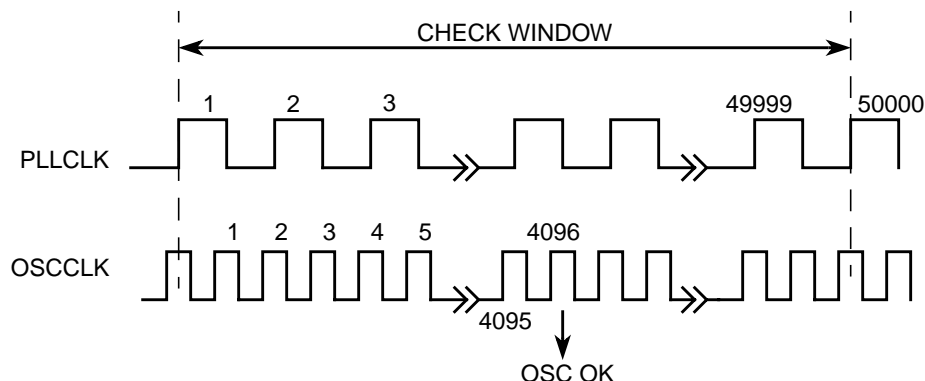 CHECK WINDOW
1 2 3 49999 50000
PLLCLK
1 2 3 4 5 4096
OSCCLK
4095
OSC OK